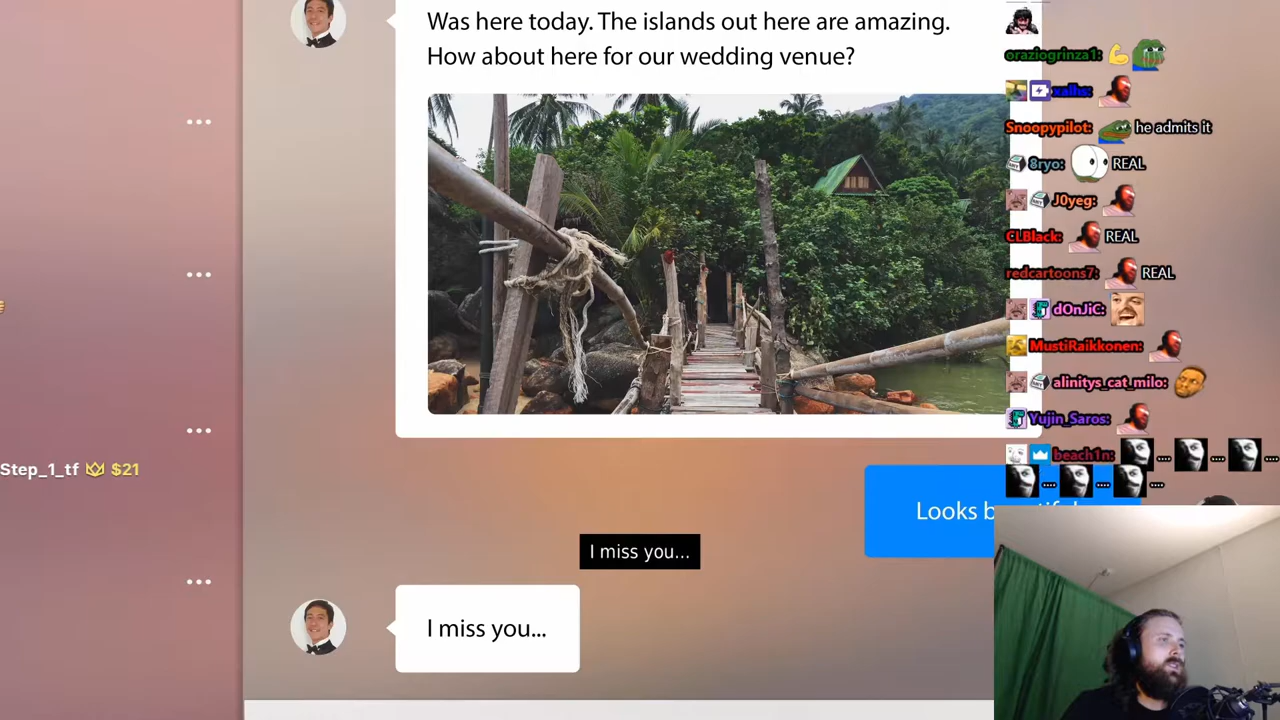 Was here today. The islands out here are amazing.
How about here for our wedding venue?
oraziogrinza1:
xalhs:
Snoopypilot: he admits it
8ryo: REAL
J0yeg:
CLBlack: REAL
redcartoons7: REAL
dOnJiC:
MustiRaikkonen:
alinitys_cat_milo:
Yujin_Saros:
beach1n: .... .... ....
.... .... ....
Step_1_tf $21
Looks
I miss you...
I miss you...